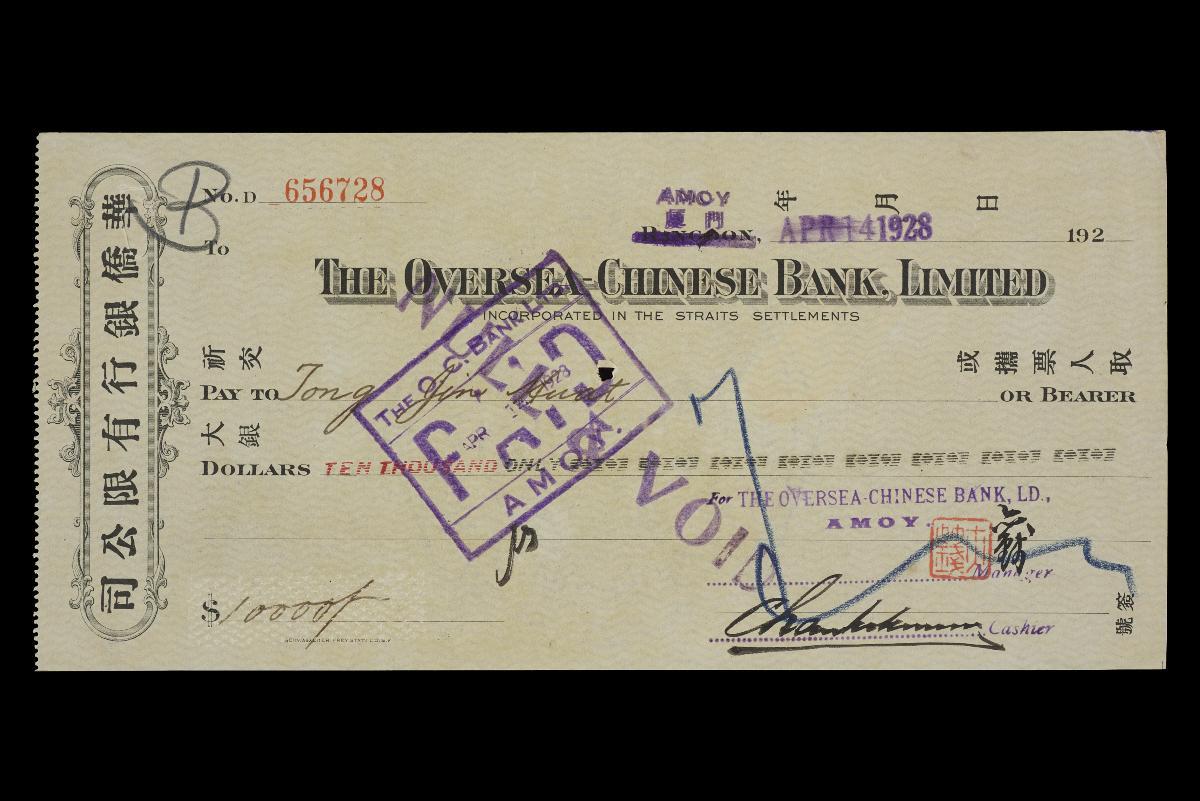 華僑銀行有限公司
No. D 656728
AMOY
廈門
RANGOON, APR 14 1928
年 月 日
192
To
THE OVERSEA-CHINESE BANK, LIMITED
INCORPORATED IN THE STRAITS SETTLEMENTS
祈交 或攜票人取
PAY TO Tong Jin OR BEARER
大銀
DOLLARS TEN THOUSAND ONLY
THE O.C. BANK LTD.
PAID
APR 1928
AMOY.
VOID
For THE OVERSEA-CHINESE BANK, LD.,
AMOY.
Manager
$ 10000/-
Cashier
簽號